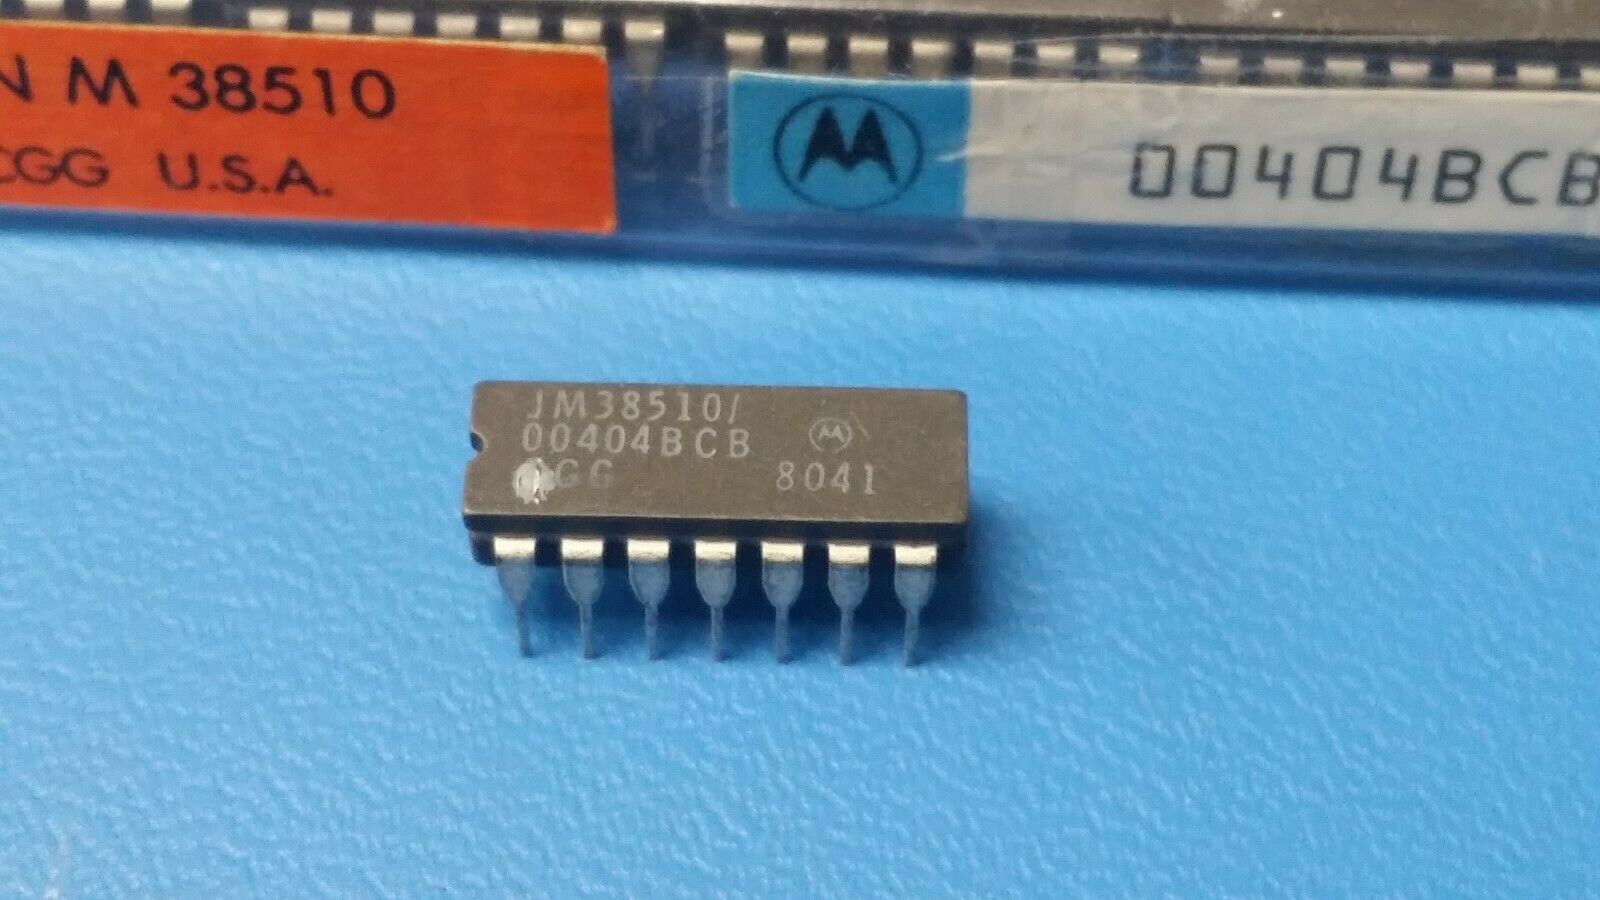 N M 38510
CGG U.S.A.
00404BCB
JM38510/
00404BCB
CGG 8041